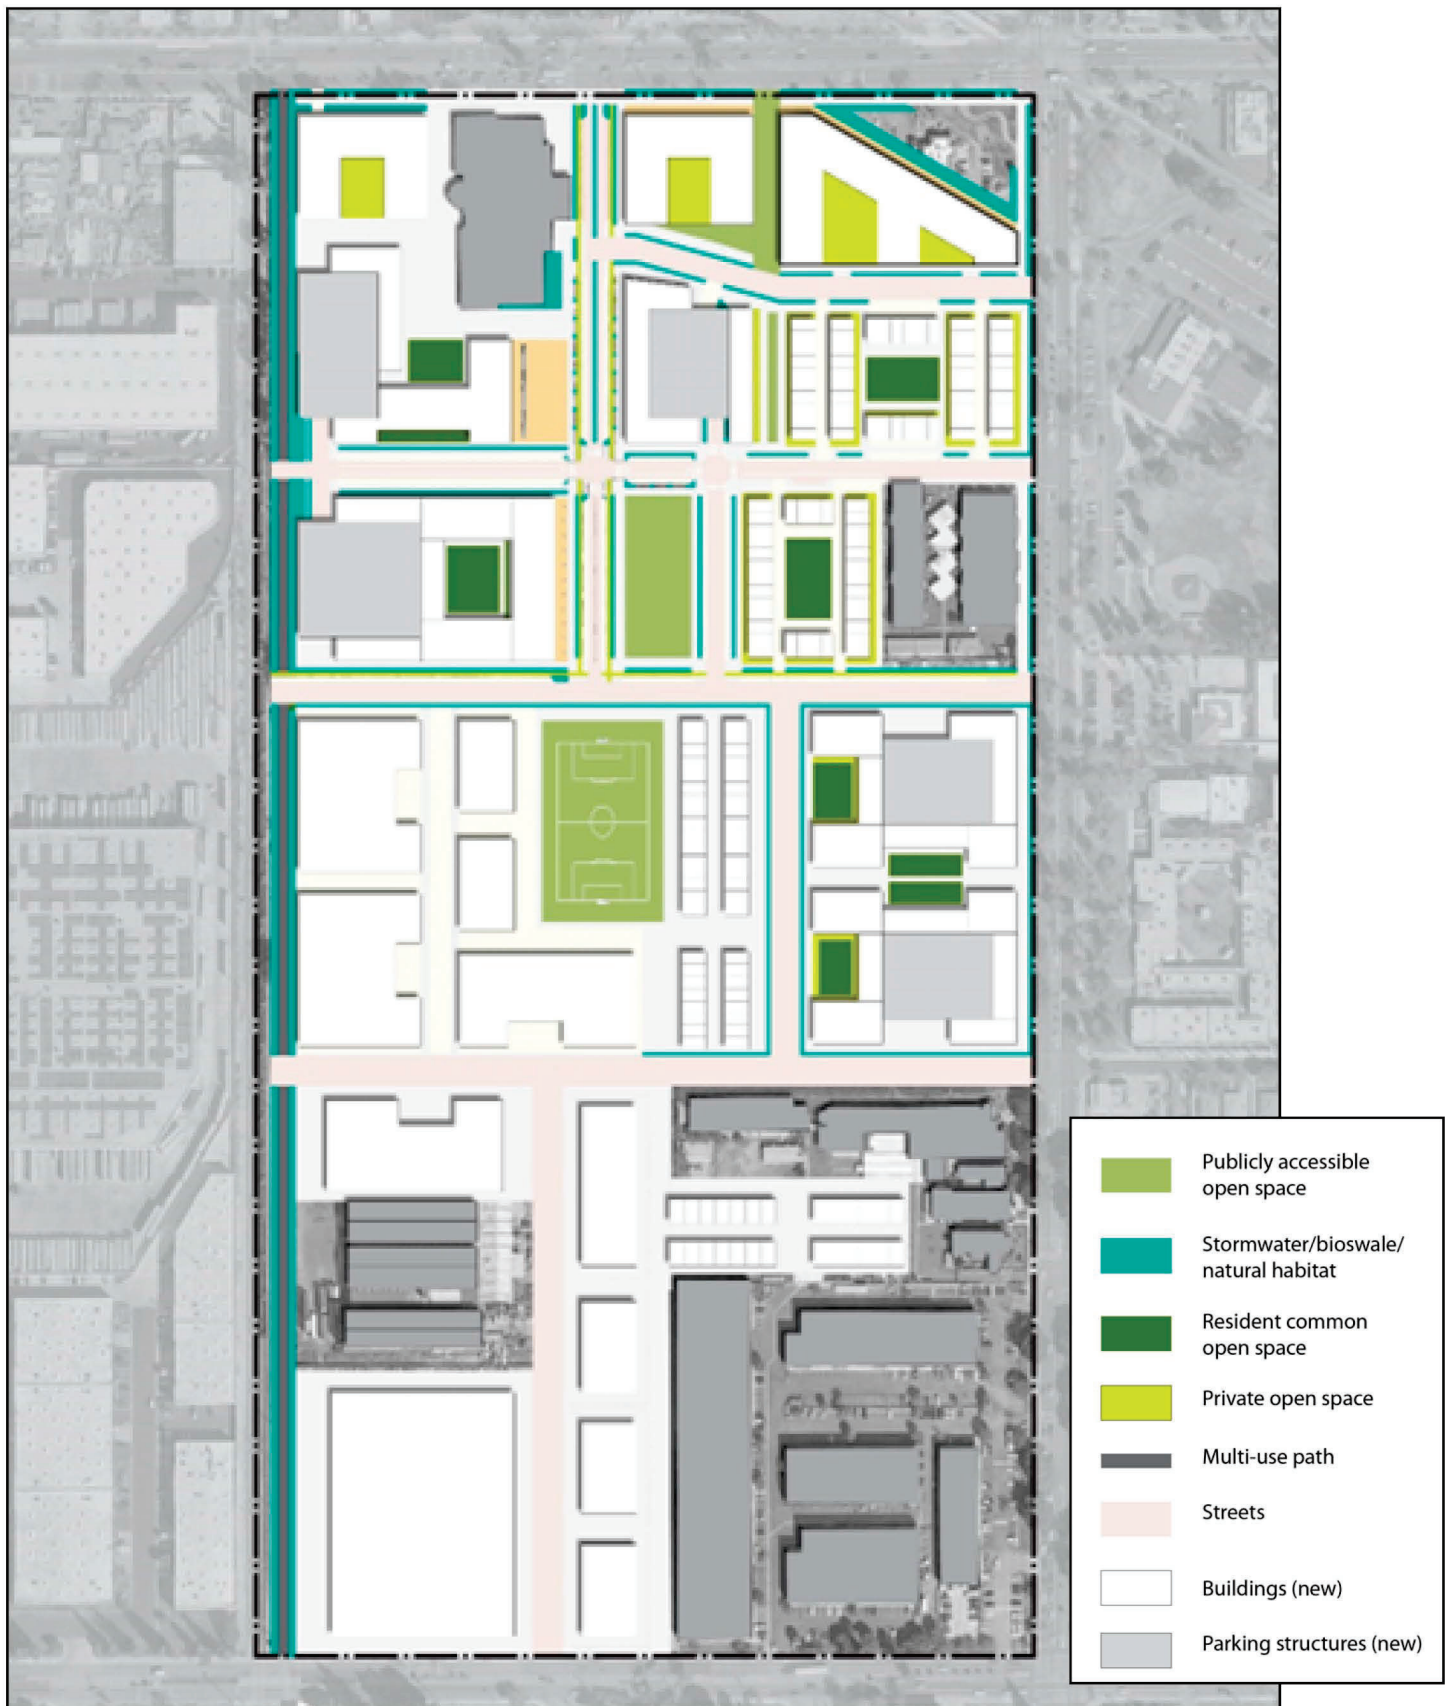 Publicly accessible
open space
Stormwater/bioswale/
natural habitat
Resident common
open space
Private open space
Multi-use path
Streets
Buildings (new)
Parking structures (new)